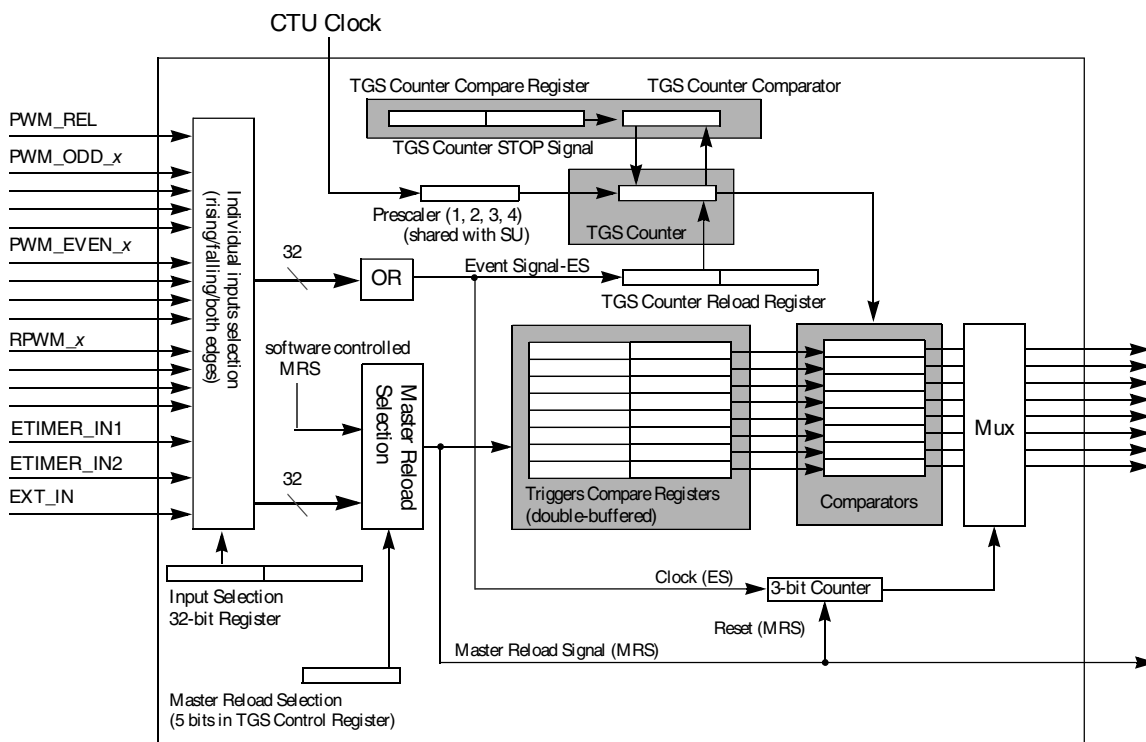 CTU Clock
TGS Counter Compare Register
TGS Counter Comparator
TGS Counter STOP Signal
PWM_REL
PWM_ODD_x
PWM_EVEN_x
RPWM_x
ETIMER_IN1
ETIMER_IN2
EXT_IN
Individual inputs selection
(rising/falling/both edges)
Prescaler (1, 2, 3, 4)
(shared with SU)
TGS Counter
32
OR
Event Signal-ES
TGS Counter Reload Register
software controlled
MRS
Master Reload
Selection
32
Triggers Compare Registers
(double-buffered)
Comparators
Mux
Input Selection
32-bit Register
Clock (ES)
3-bit Counter
Reset (MRS)
Master Reload Signal (MRS)
Master Reload Selection
(5 bits in TGS Control Register)